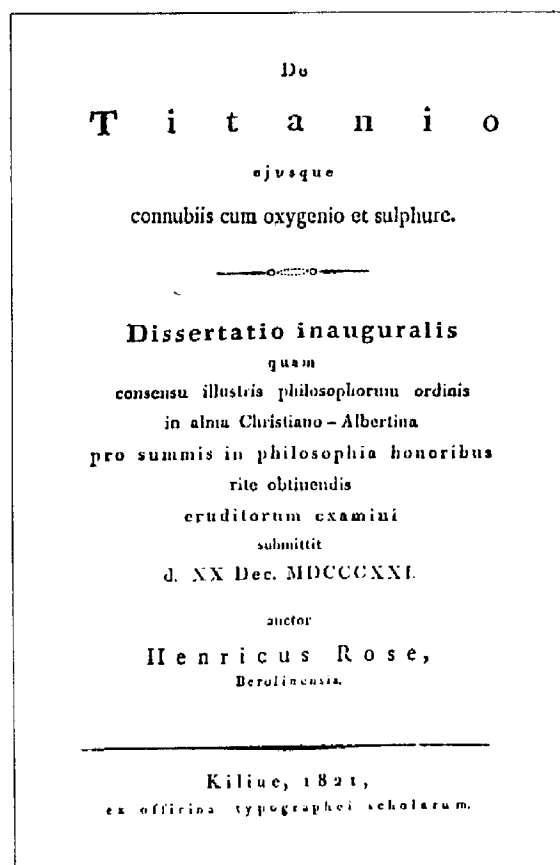 De
Titanio
ejusque
connubiis cum oxygenio et sulphure.
Dissertatio inauguralis
quam
consensu illustris philosophorum ordinis
in alma Christiano – Albertina
pro summis in philosophia honoribus
rite obtinendis
eruditorum examini
submittit
d. XX Dec. MDCCCXXI.
auctor
Henricus Rose,
Berolinensis.
Kiliae, 1821,
ex officina typographei scholarum.